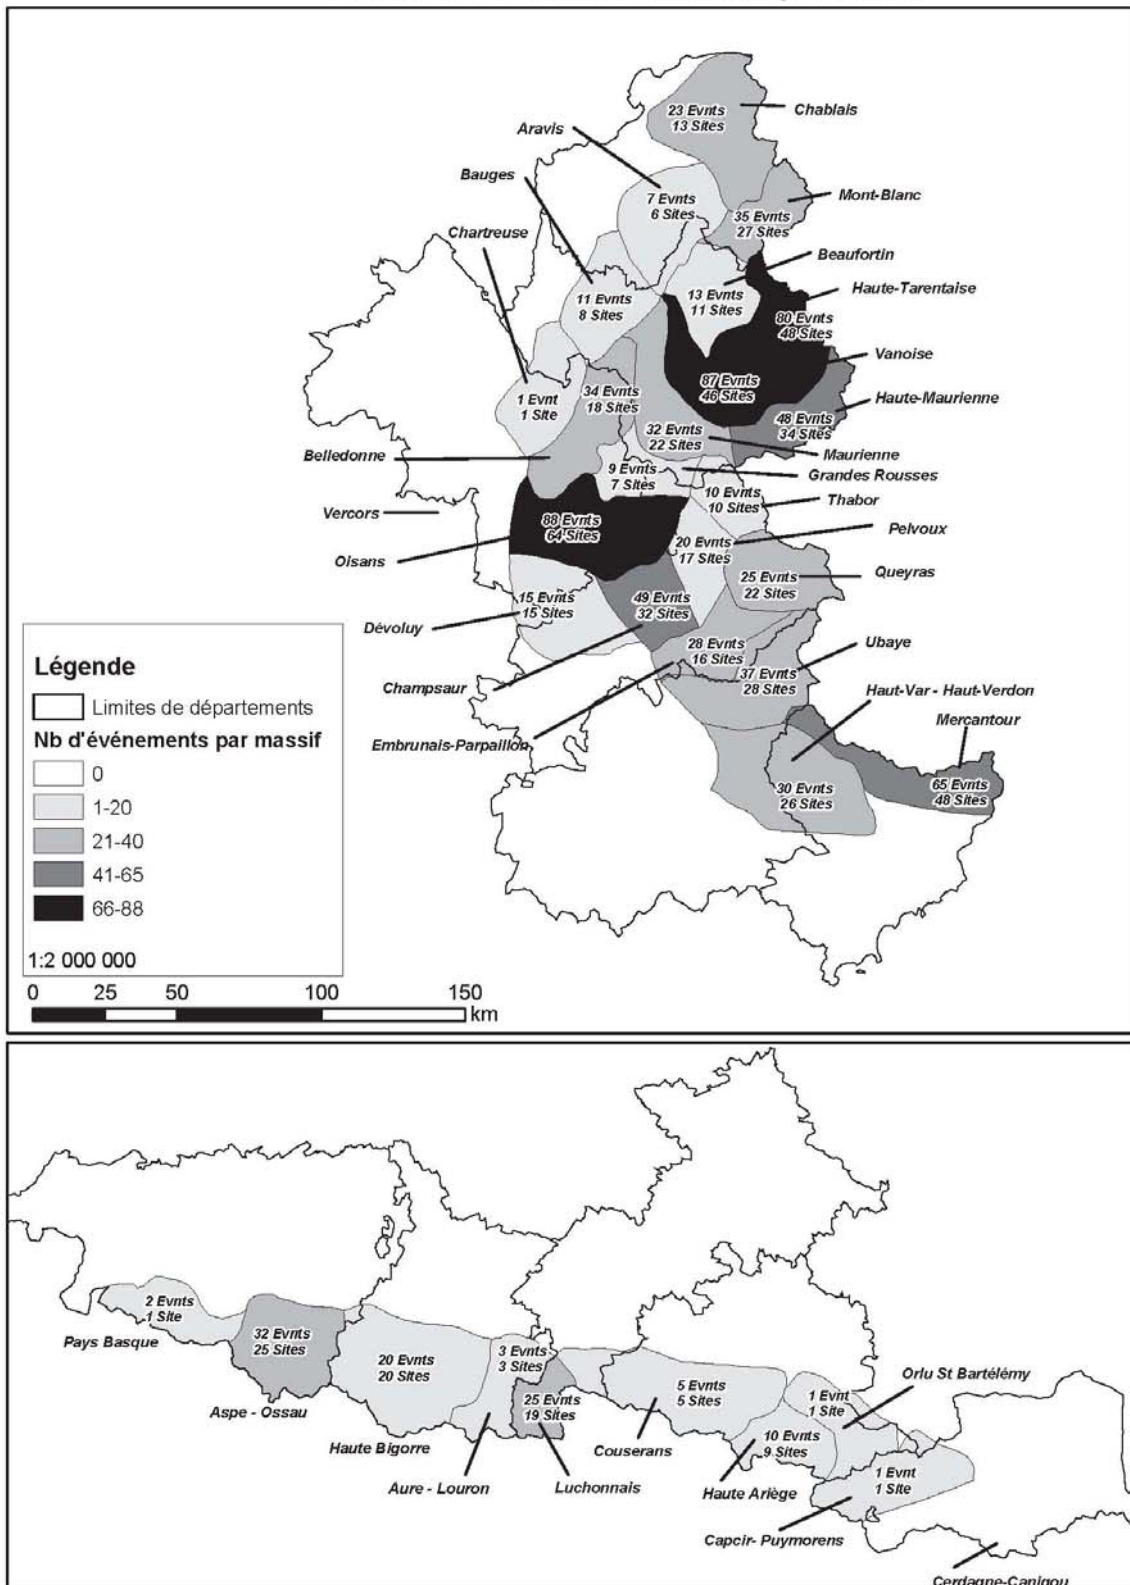 23 Evnts
13 Sites
Chablais
Aravis
Bauges
7 Evnts
6 Sites
Mont-Blanc
35 Evnts
27 Sites
Chartreuse
Beaufortin
11 Evnts
8 Sites
13 Evnts
11 Sites
Haute-Tarentaise
80 Evnts
48 Sites
Vanoise
87 Evnts
46 Sites
1 Evnt
1 Site
34 Evnts
18 Sites
Haute-Maurienne
48 Evnts
34 Sites
32 Evnts
22 Sites
Maurienne
Belledonne
9 Evnts
7 Sites
Grandes Rousses
10 Evnts
10 Sites
Thabor
Vercors
88 Evnts
64 Sites
Pelvoux
Oisans
20 Evnts
17 Sites
25 Evnts
22 Sites
Queyras
15 Evnts
15 Sites
49 Evnts
32 Sites
Dévoluy
28 Evnts
16 Sites
Ubaye
37 Evnts
28 Sites
Champsaur
Haut-Var - Haut-Verdon
Mercantour
Embrunais-Parpaillon
30 Evnts
26 Sites
65 Evnts
48 Sites
Légende
Limites de départements
Nb d'événements par massif
0
1-20
21-40
41-65
66-88
1:2 000 000
0 25 50 100 150
km
2 Evnts
1 Site
Pays Basque
32 Evnts
25 Sites
Aspe - Ossau
20 Evnts
20 Sites
Haute Bigorre
3 Evnts
3 Sites
Aure - Louron
25 Evnts
19 Sites
Luchonnais
5 Evnts
5 Sites
Couserans
Orlu St Bartélémy
1 Evnt
1 Site
10 Evnts
9 Sites
Haute Ariège
1 Evnt
1 Site
Capcir- Puymorens
Cerdagne-Canigou